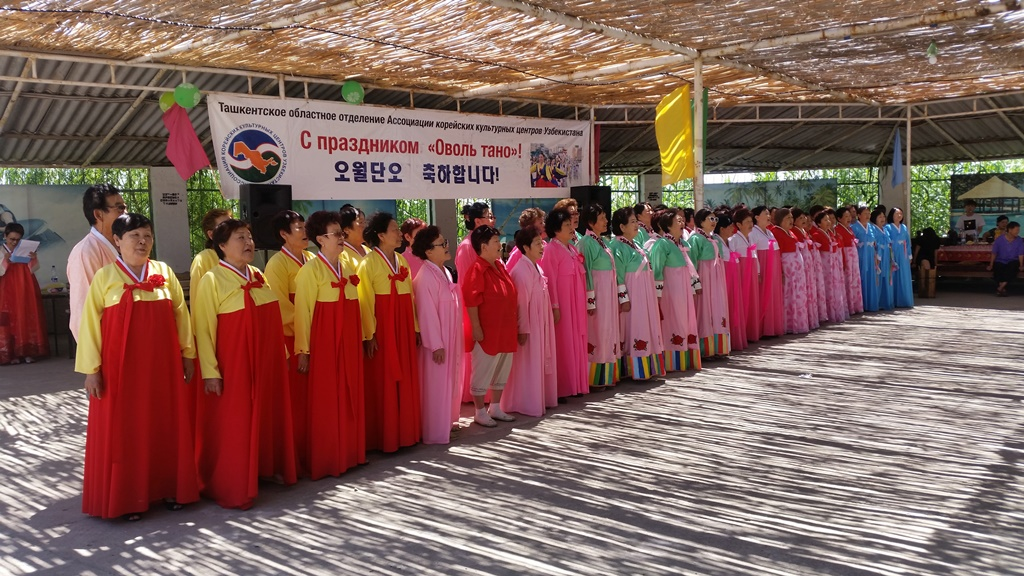 Ташкентское областное отделение Ассоциации корейских культурных центров Узбекистана
С праздником «Оволь тано»!
오월단오 축하합니다!